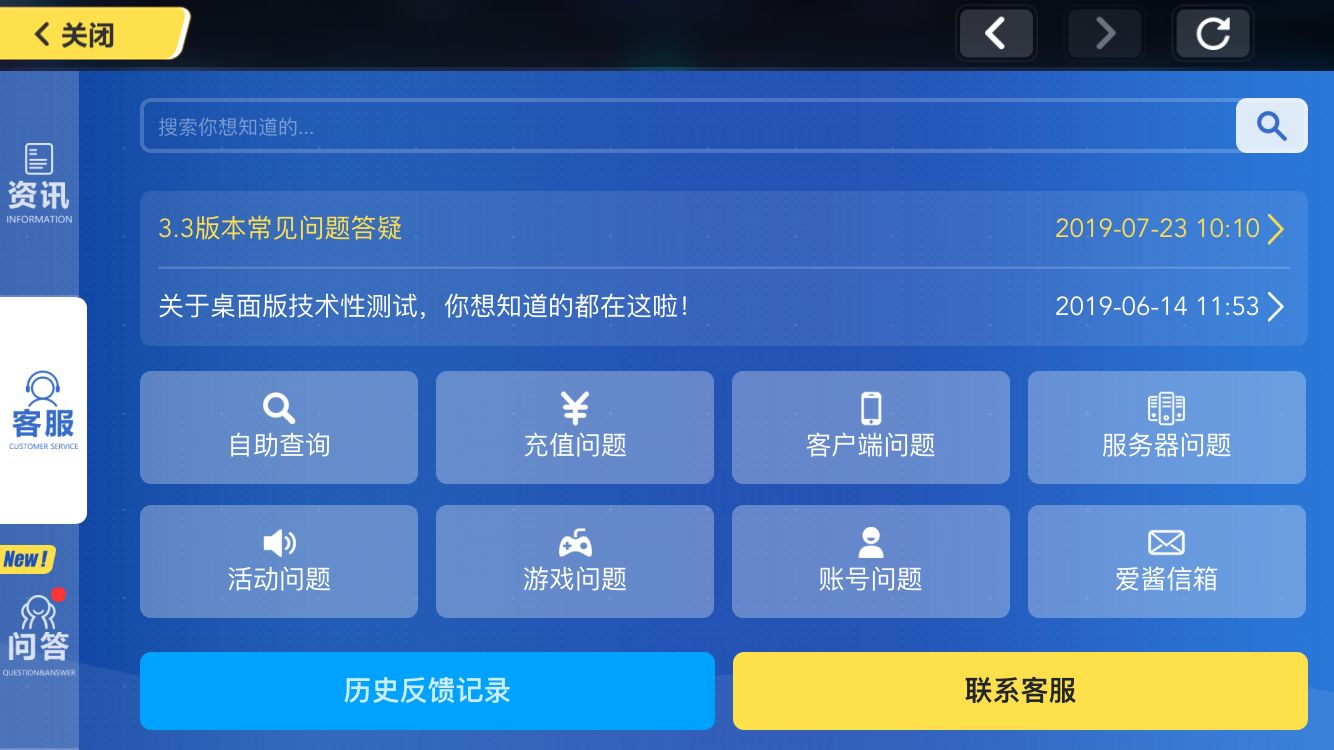 关闭
资讯
INFORMATION
客服
CUSTOMER SERVICE
New!
问答
QUESTION&ANSWER
搜索你想知道的...
3.3版本常见问题答疑 2019-07-23 10:10
关于桌面版技术性测试，你想知道的都在这啦！ 2019-06-14 11:53
自助查询 充值问题 客户端问题 服务器问题
活动问题 游戏问题 账号问题 爱酱信箱
历史反馈记录 联系客服